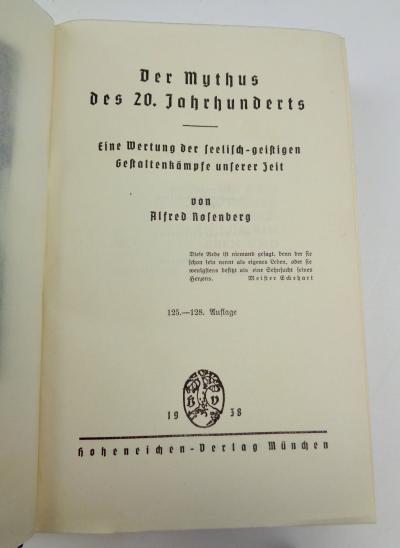 Der Mythus
des 20. Jahrhunderts
Eine Wertung der seelisch-geistigen
Gestaltenkämpfe unserer Zeit
von
Alfred Rosenberg
Diese Rede ist niemand gesagt, denn der sie
schon sein nennt als eigenes Leben, oder sie
wenigstens besitzt als eine Sehnsucht seines
Herzens. Meister Eckehart
125.—128. Auflage
H V
1938
Hoheneichen-Verlag München